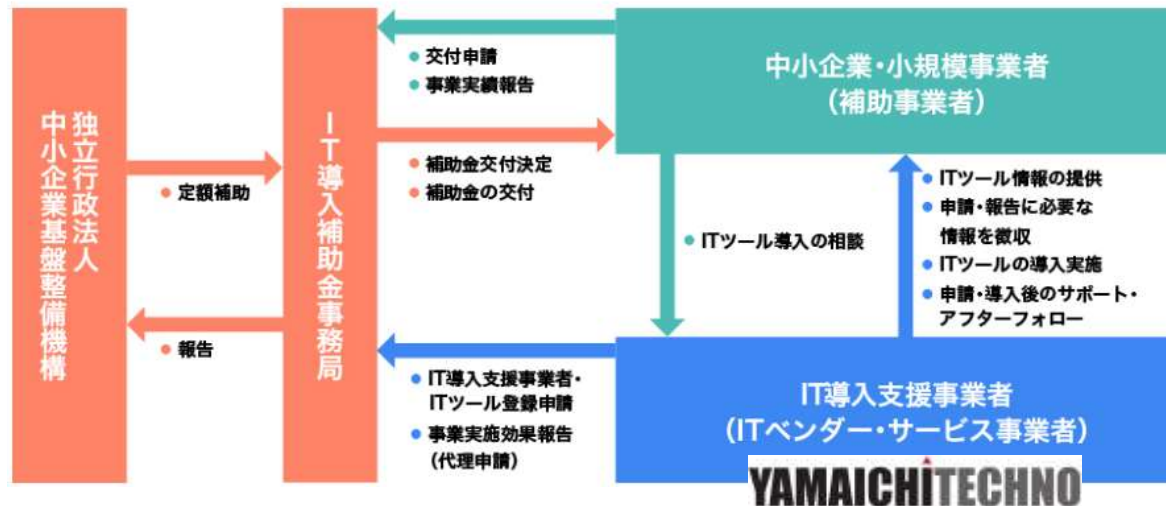 独立行政法人
中小企業基盤整備機構
● 定額補助
● 報告
IT導入補助金事務局
● 交付申請
● 事業実績報告
● 補助金交付決定
● 補助金の交付
中小企業・小規模事業者
（補助事業者）
● ITツール導入の相談
● ITツール情報の提供
● 申請・報告に必要な
情報を徴収
● ITツールの導入実施
● 申請・導入後のサポート・
アフターフォロー
● IT導入支援事業者・
ITツール登録申請
● 事業実施効果報告
（代理申請）
IT導入支援事業者
（ITベンダー・サービス事業者）
YAMAICHiTECHNO